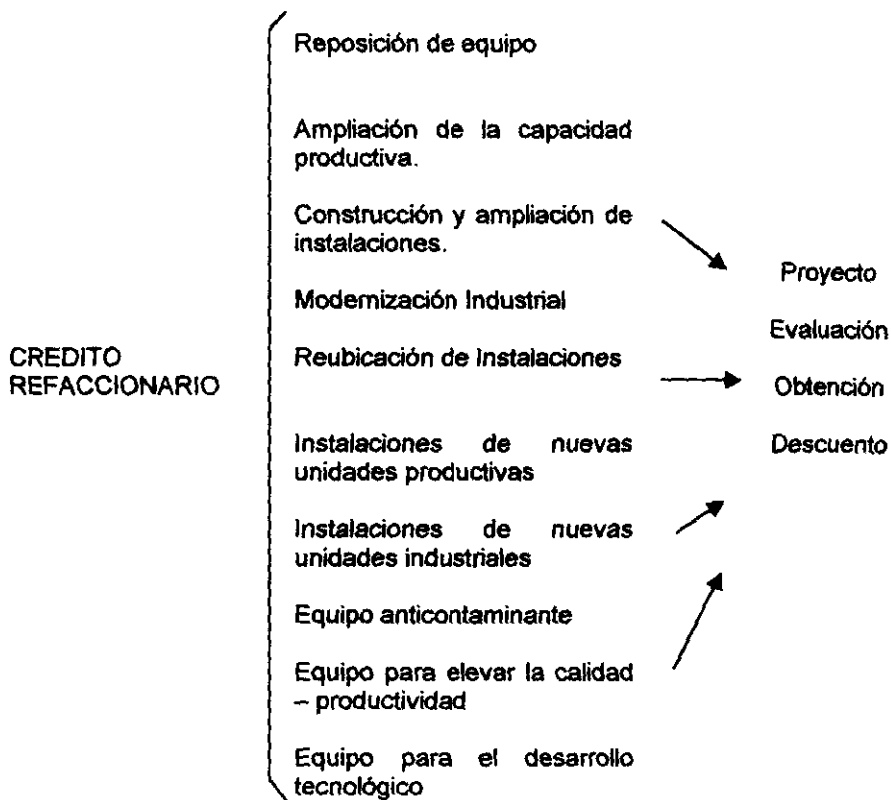 Reposición de equipo
Ampliación de la capacidad
productiva.
Construcción y ampliación de
instalaciones.
Modernización Industrial
CREDITO
REFACCIONARIO
Reubicación de Instalaciones
Instalaciones de nuevas
unidades productivas
Instalaciones de nuevas
unidades industriales
Equipo anticontaminante
Equipo para elevar la calidad
– productividad
Equipo para el desarrollo
tecnológico
Proyecto
Evaluación
Obtención
Descuento